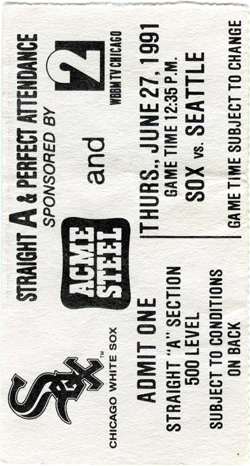 STRAIGHT A & PERFECT ATTENDANCE
SPONSORED BY
Sox
CHICAGO WHITE SOX
TM
ACME
STEEL
and
2
WBBM TV CHICAGO
ADMIT ONE
STRAIGHT "A" SECTION
500 LEVEL
SUBJECT TO CONDITIONS
ON BACK
THURS., JUNE 27, 1991
GAME TIME 12:35 P.M.
SOX vs. SEATTLE
GAME TIME SUBJECT TO CHANGE